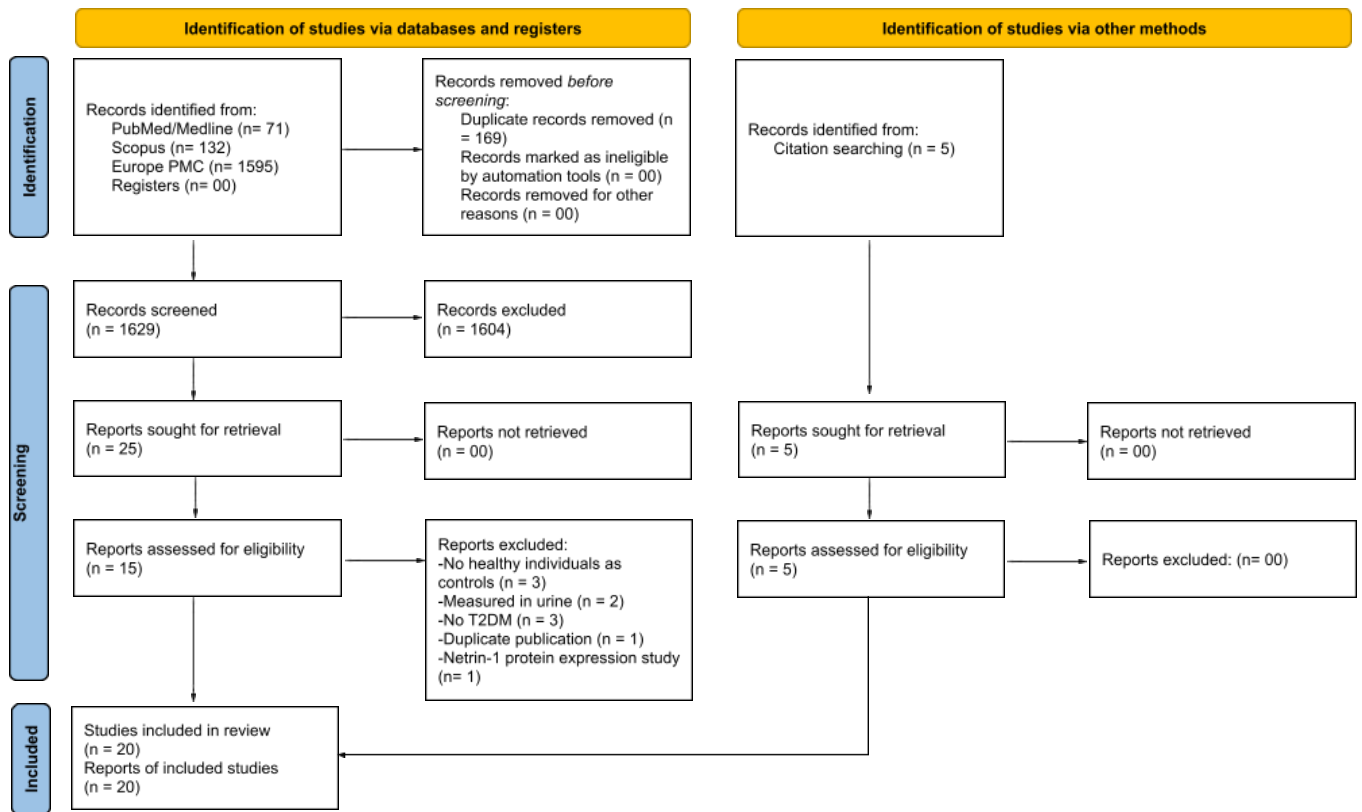 Identification of studies via databases and registers
Identification of studies via other methods
Identification
Records identified from:
PubMed/Medline (n= 71)
Scopus (n= 132)
Europe PMC (n= 1595)
Registers (n= 00)
Records removed before
screening:
Duplicate records removed (n
= 169)
Records marked as ineligible
by automation tools (n = 00)
Records removed for other
reasons (n = 00)
Records identified from:
Citation searching (n = 5)
Screening
Records screened
(n = 1629)
Records excluded
(n = 1604)
Reports sought for retrieval
(n = 25)
Reports not retrieved
(n = 00)
Reports sought for retrieval
(n = 5)
Reports not retrieved
(n = 00)
Reports assessed for eligibility
(n = 15)
Reports excluded:
-No healthy individuals as
controls (n = 3)
-Measured in urine (n = 2)
-No T2DM (n = 3)
-Duplicate publication (n = 1)
-Netrin-1 protein expression study
(n= 1)
Reports assessed for eligibility
(n = 5)
Reports excluded: (n= 00)
Included
Studies included in review
(n = 20)
Reports of included studies
(n = 20)